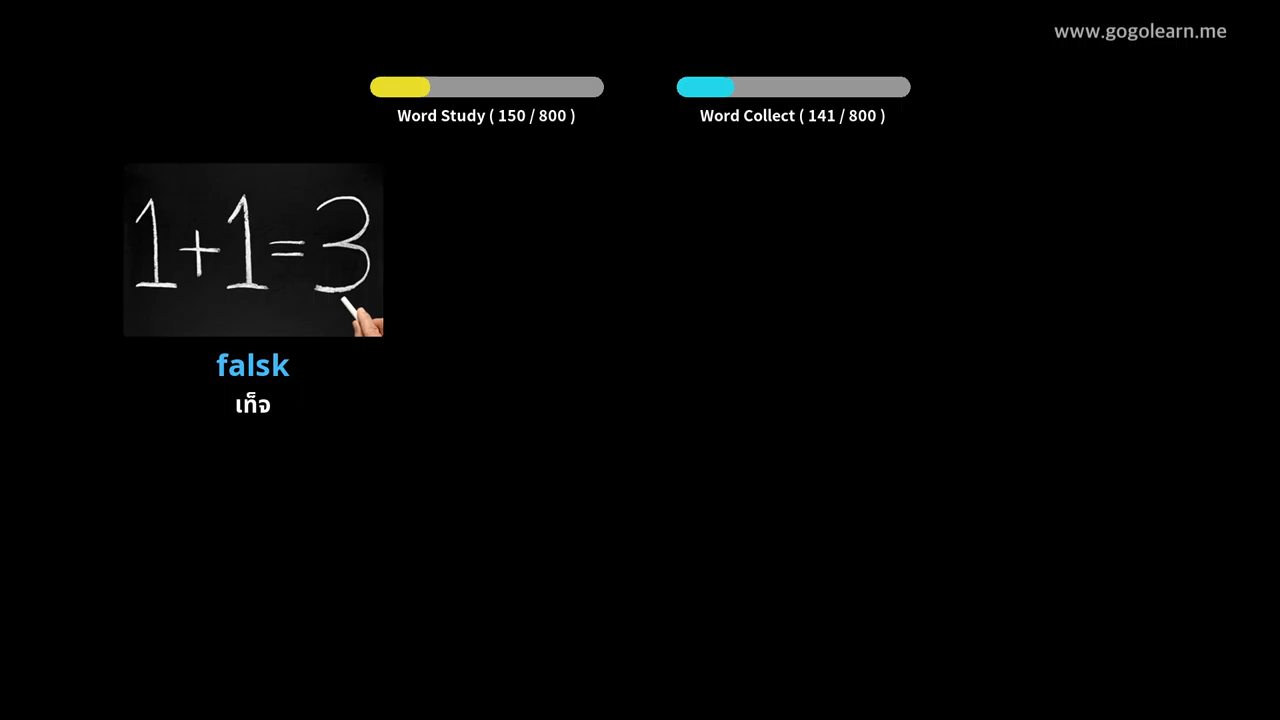 www.gogolearn.me
Word Study ( 150 / 800 )
Word Collect ( 141 / 800 )
1+1=3
falsk
เท็จ